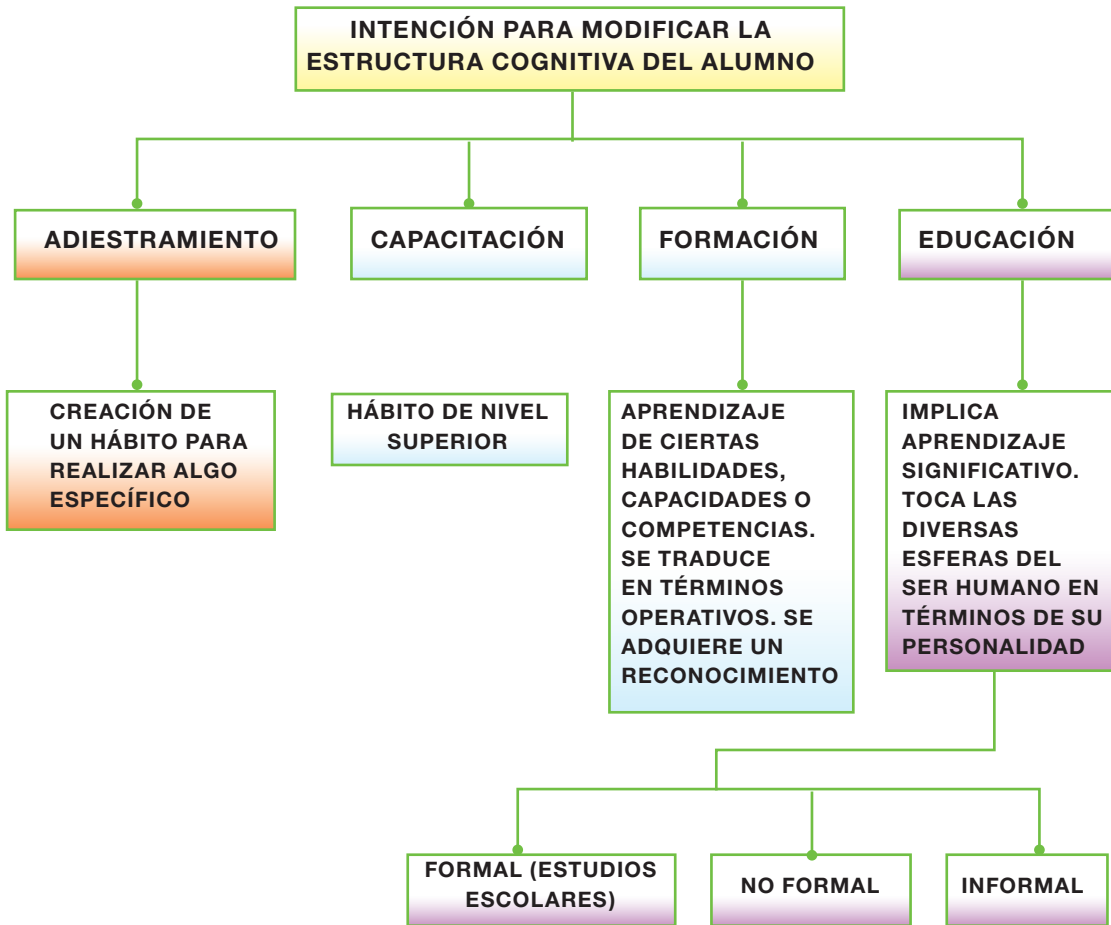 INTENCIÓN PARA MODIFICAR LA
ESTRUCTURA COGNITIVA DEL ALUMNO
ADIESTRAMIENTO
CAPACITACIÓN
FORMACIÓN
EDUCACIÓN
CREACIÓN DE
UN HÁBITO PARA
REALIZAR ALGO
ESPECÍFICO
HÁBITO DE NIVEL
SUPERIOR
APRENDIZAJE
DE CIERTAS
HABILIDADES,
CAPACIDADES O
COMPETENCIAS.
SE TRADUCE
EN TÉRMINOS
OPERATIVOS. SE
ADQUIERE UN
RECONOCIMIENTO
IMPLICA
APRENDIZAJE
SIGNIFICATIVO.
TOCA LAS
DIVERSAS
ESFERAS DEL
SER HUMANO EN
TÉRMINOS DE SU
PERSONALIDAD
FORMAL (ESTUDIOS
ESCOLARES)
NO FORMAL
INFORMAL